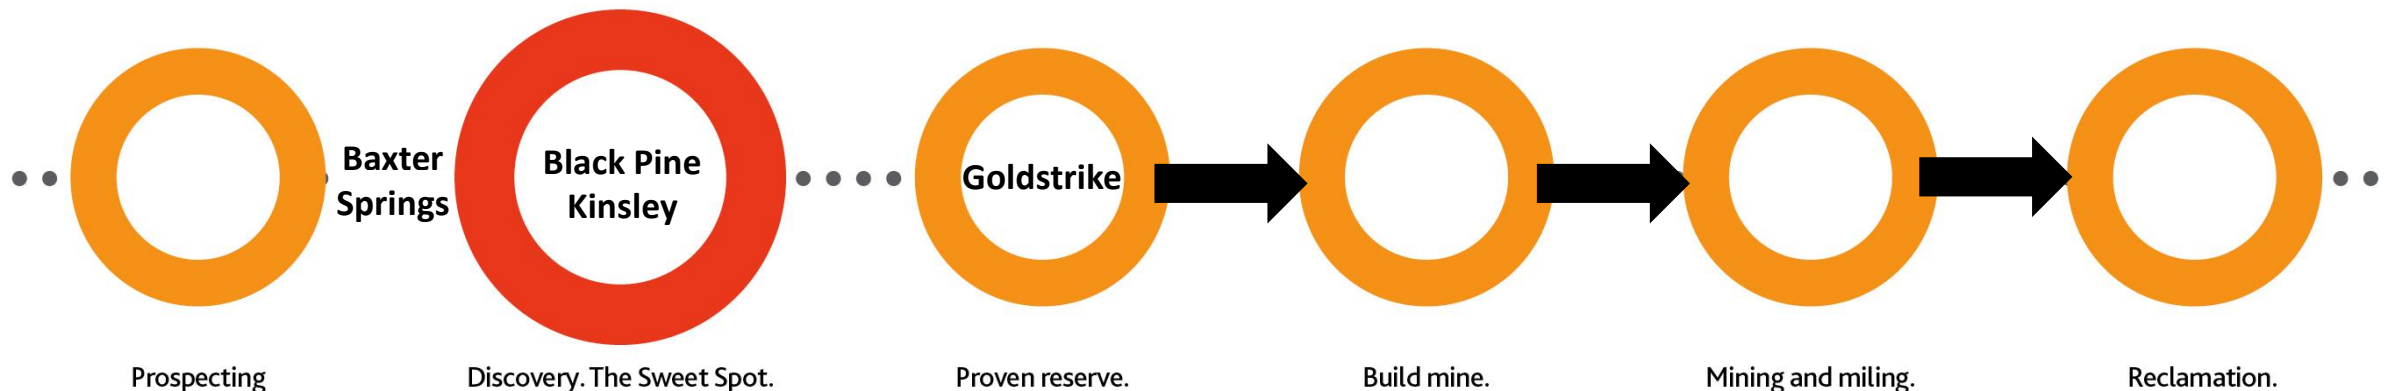 Baxter
Springs
Black Pine
Kinsley
Goldstrike
Prospecting
Discovery. The Sweet Spot.
Proven reserve.
Build mine.
Mining and miling.
Reclamation.